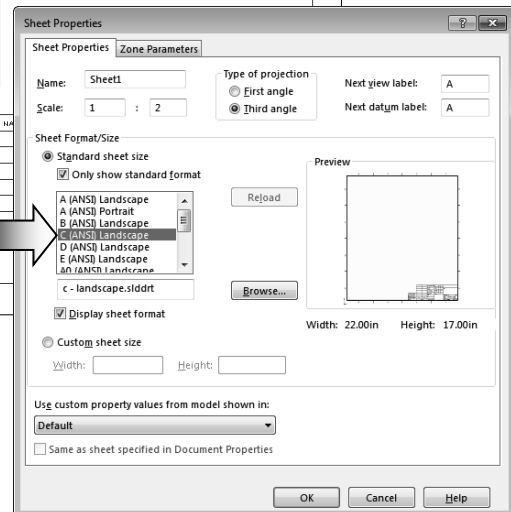 Sheet Properties
Sheet Properties Zone Parameters
Name: Sheet1
Scale: 1 : 2
Type of projection
First angle
Third angle
Next view label: A
Next datum label: A
Sheet Format/Size
Standard sheet size
Only show standard format
A (ANSI) Landscape
A (ANSI) Portrait
B (ANSI) Landscape
C (ANSI) Landscape
D (ANSI) Landscape
E (ANSI) Landscape
A0 (ANSI) Landscape
Reload
c - landscape.slddrt
Browse...
Display sheet format
Custom sheet size
Width: Height:
Preview
Width: 22.00in Height: 17.00in
Use custom property values from model shown in:
Default
Same as sheet specified in Document Properties
OK Cancel Help